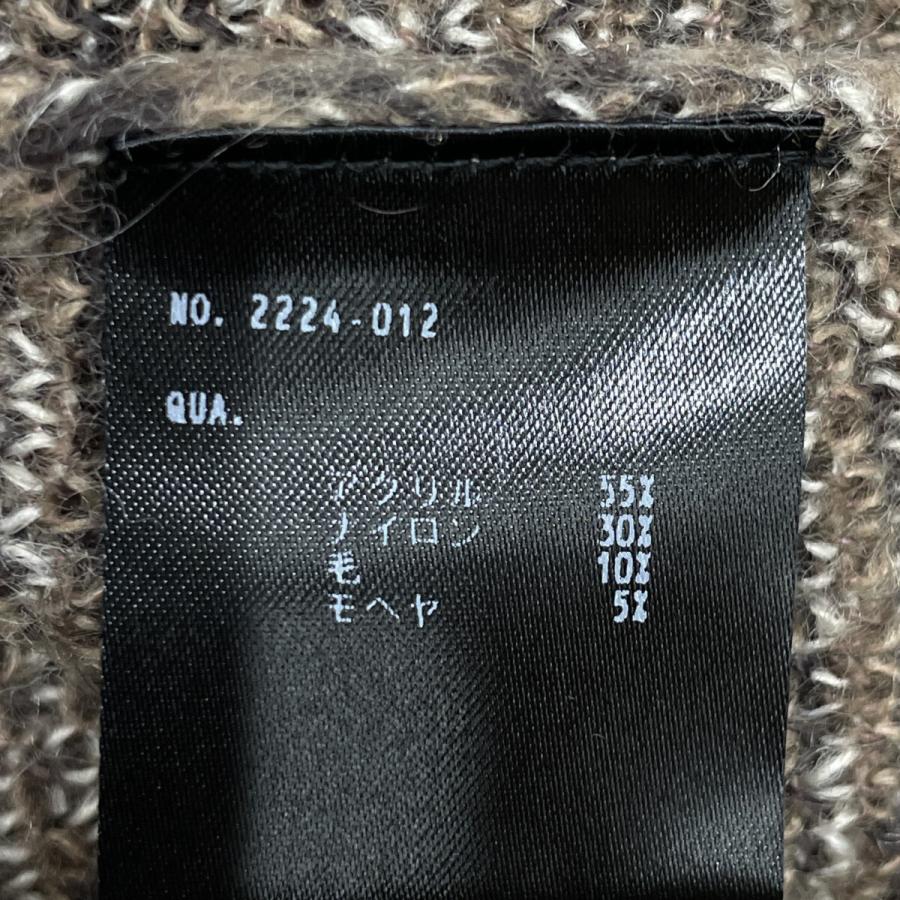 NO. 2224-012
QUA.
アクリル 55%
ナイロン 30%
毛 10%
モヘヤ 5%